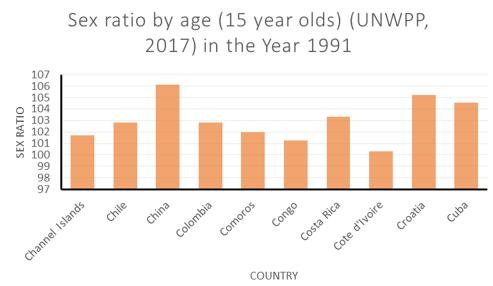 Sex ratio by age (15 year olds) (UNWPP,
2017) in the Year 1991
107
106
105
104
103
102
101
100
99
98
97
SEX RATIO
Channel Islands
Chile
China
Colombia
Comoros
Congo
Costa Rica
Cote d'Ivoire
Croatia
Cuba
COUNTRY